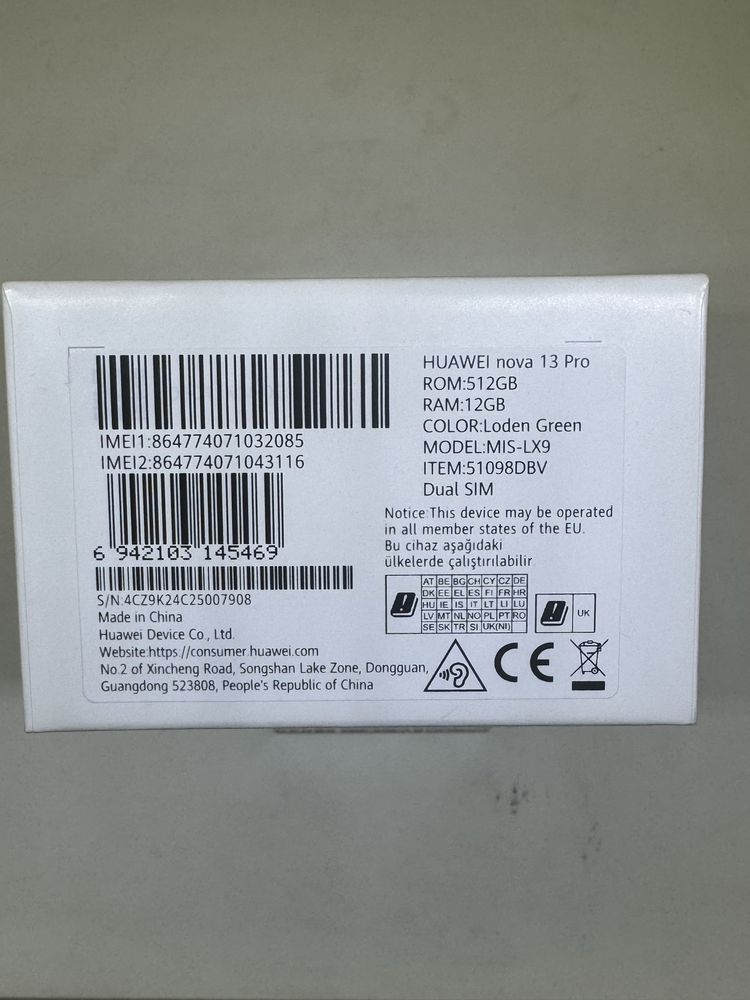 IMEI1:864774071032085
IMEI2:864774071043116
6 942103 145469
S/N:4CZ9K24C25007908
Made in China
Huawei Device Co., Ltd.
Website:https://consumer.huawei.com
No.2 of Xincheng Road, Songshan Lake Zone, Dongguan,
Guangdong 523808, People's Republic of China
HUAWEI nova 13 Pro
ROM:512GB
RAM:12GB
COLOR:Loden Green
MODEL:MIS-LX9
ITEM:51098DBV
Dual SIM
Notice:This device may be operated
in all member states of the EU.
Bu cihaz aşağıdaki
ülkelerde çalıştırılabilir
AT BE BG CH CY CZ DE
DK EE EL ES FI FR HR
HU IE IS IT LT LI LU
LV MT NL NO PL PT RO
SE SK TR SI UK(NI)
UK
CE